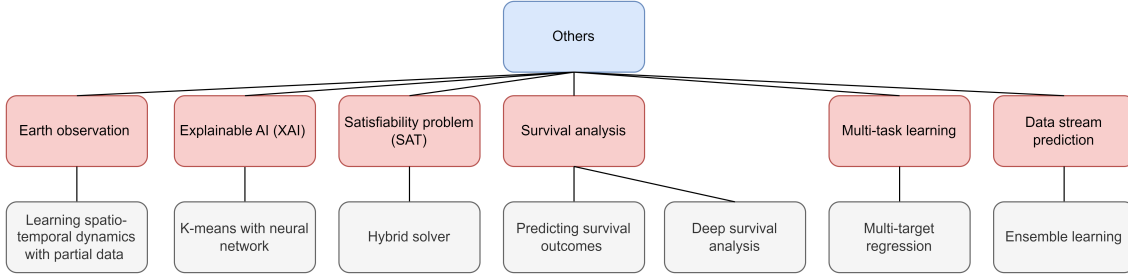 Others
Earth observation
Explainable AI (XAI)
Satisfiability problem
(SAT)
Survival analysis
Multi-task learning
Data stream
prediction
Learning spatio-
temporal dynamics
with partial data
K-means with neural
network
Hybrid solver
Predicting survival
outcomes
Deep survival
analysis
Multi-target
regression
Ensemble learning